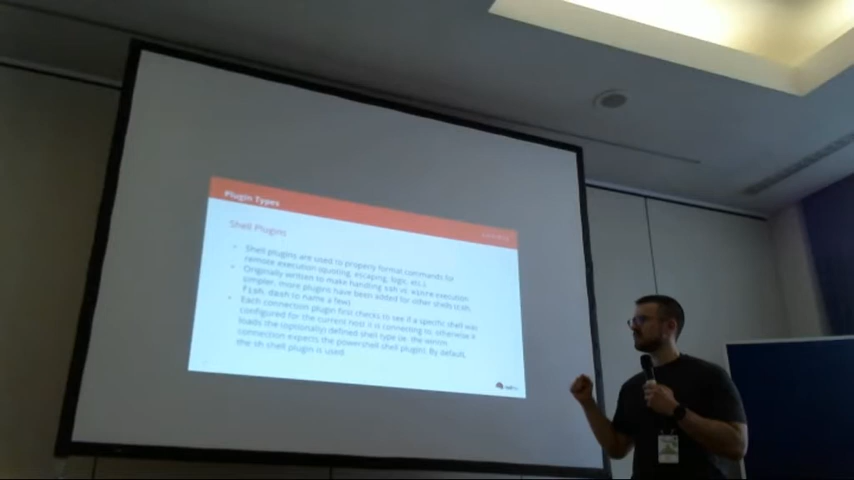 Plugin Types
Shell Plugins
• Shell plugins are used to properly format commands for
remote execution (quoting, escaping, logic, etc.)
• Originally written to make handling ssh vs. winrm execution
simpler, more plugins have been added for other shells (csh,
fish, dash to name a few)
• Each connection plugin first checks to see if a specific shell was
configured for the current host it is connecting to, otherwise it
loads the (optionally) defined shell type (ie. the winrm
connection expects the powershell shell plugin). By default,
the sh shell plugin is used.